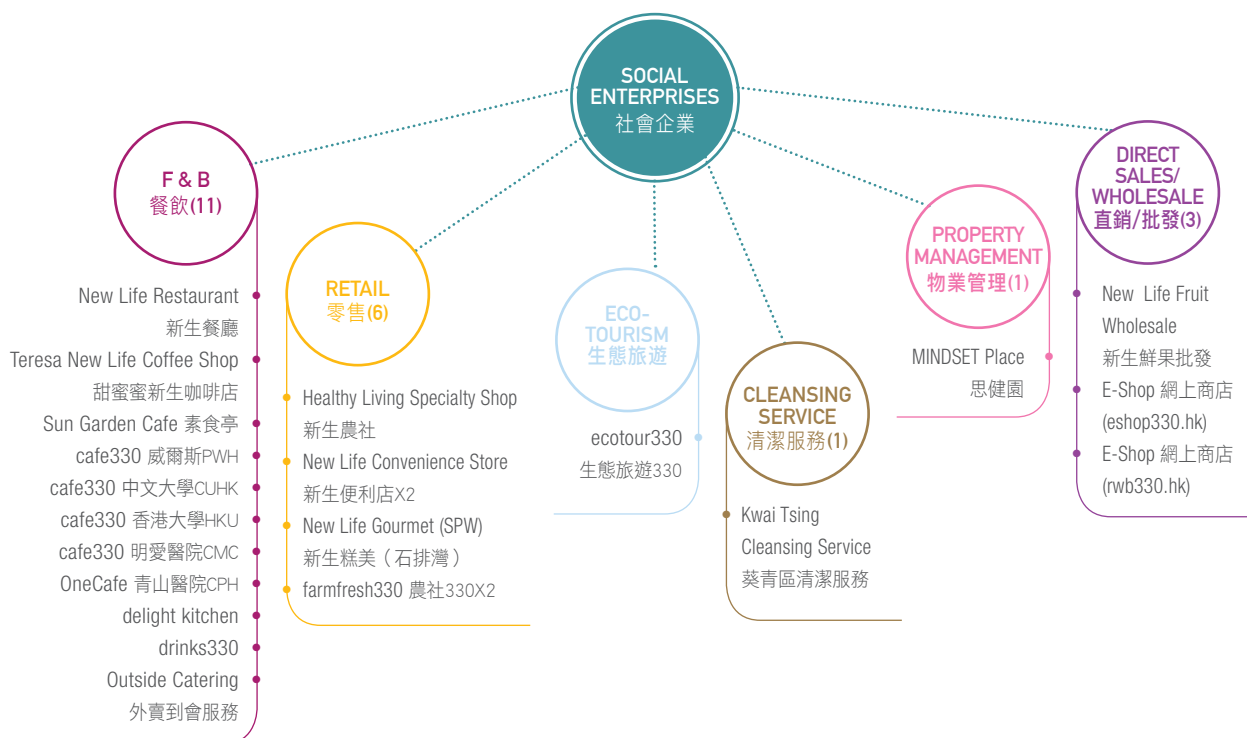 SOCIAL
ENTERPRISES
社會企業
F & B
餐飲(11)
New Life Restaurant
新生餐廳
Teresa New Life Coffee Shop
甜蜜蜜新生咖啡店
Sun Garden Cafe 素食亭
cafe330 威爾斯PWH
cafe330 中文大學CUHK
cafe330 香港大學HKU
cafe330 明愛醫院CMC
OneCafe 青山醫院CPH
delight kitchen
drinks330
Outside Catering
外賣到會服務
RETAIL
零售(6)
Healthy Living Specialty Shop
新生農社
New Life Convenience Store
新生便利店X2
New Life Gourmet (SPW)
新生糕美（石排灣）
farmfresh330 農社330X2
ECO-
TOURISM
生態旅遊
ecotour330
生態旅遊330
CLEANSING
SERVICE
清潔服務(1)
Kwai Tsing
Cleansing Service
葵青區清潔服務
PROPERTY
MANAGEMENT
物業管理(1)
MINDSET Place
思健園
DIRECT
SALES/
WHOLESALE
直銷/批發(3)
New Life Fruit
Wholesale
新生鮮果批發
E-Shop 網上商店
(eshop330.hk)
E-Shop 網上商店
(rwb330.hk)